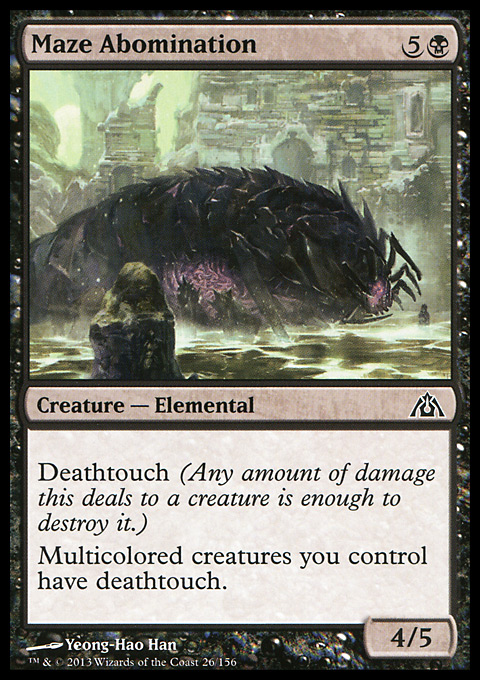 Maze Abomination 5
Creature — Elemental
Deathtouch (Any amount of damage
this deals to a creature is enough to
destroy it.)
Multicolored creatures you control
have deathtouch.
4/5
Yeong-Hao Han
™ & © 2013 Wizards of the Coast 26/156